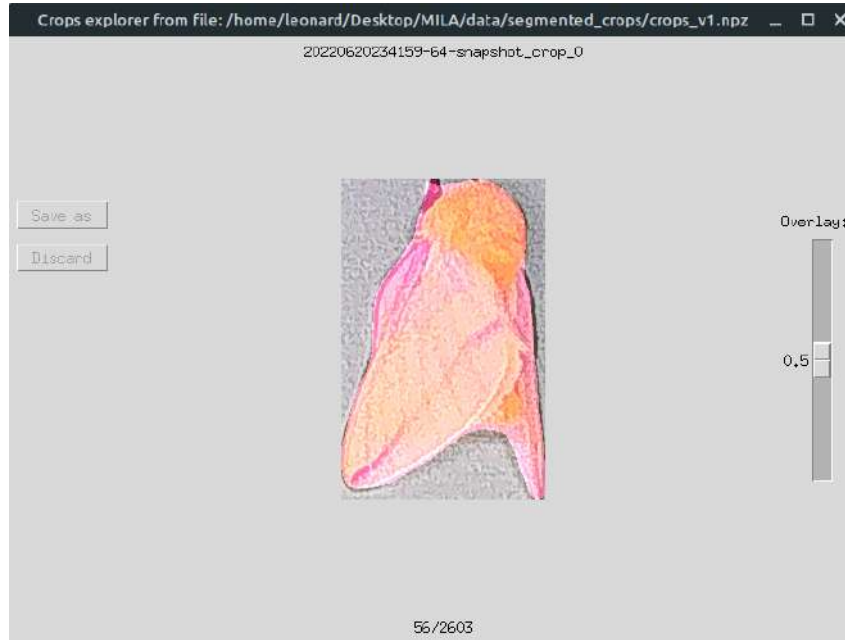 Crops explorer from file: /home/leonard/Desktop/MILA/data/segmented_crops/crops_v1.npz
20220620234159-64-snapshot_crop_0
Save as
Overlay:
Discard
0.5
56/2603